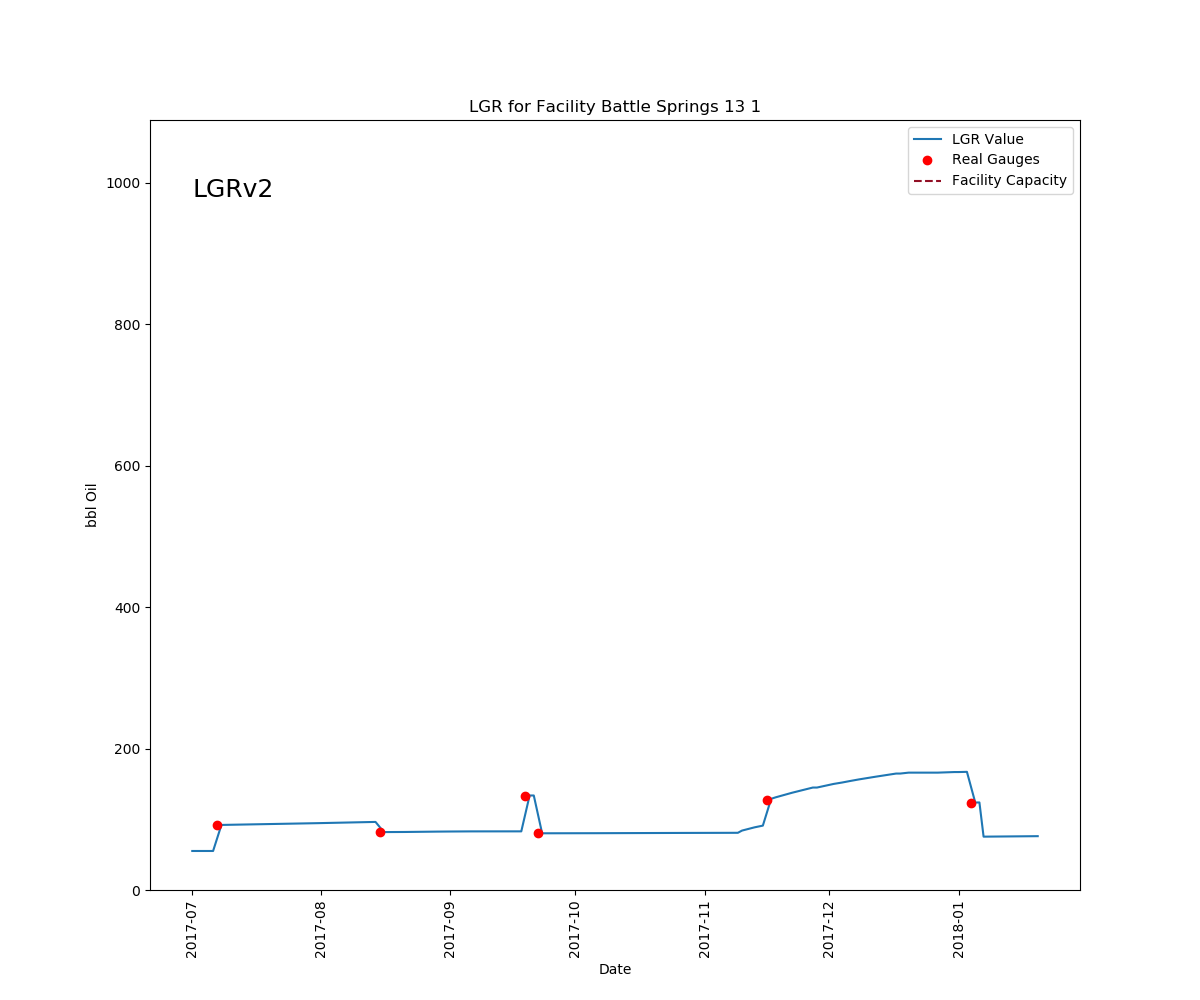 LGR for Facility Battle Springs 13 1
LGRv2
LGR Value
Real Gauges
Facility Capacity
bbl Oil
1000
800
600
400
200
0
2017-07
2017-08
2017-09
2017-10
2017-11
2017-12
2018-01
Date